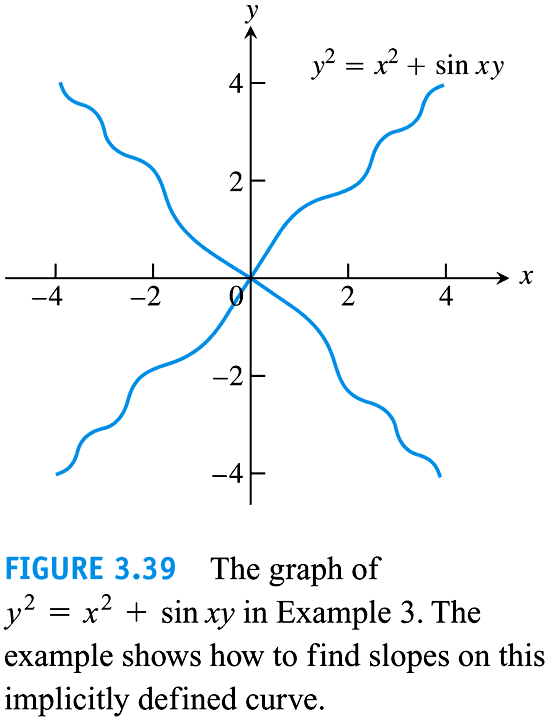 y
y² = x² + sin xy
4
2
−4 −2 0 2 4 x
−2
−4
FIGURE 3.39 The graph of
y² = x² + sin xy in Example 3. The
example shows how to find slopes on this
implicitly defined curve.